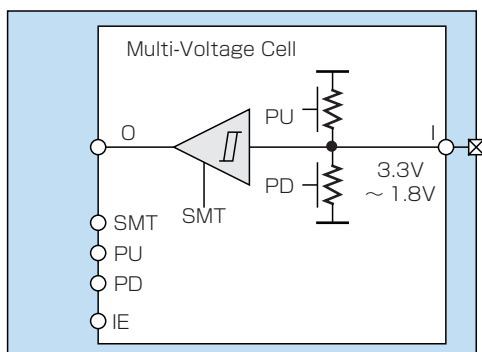 Multi-Voltage Cell
O
PU
I
PD
3.3V
～ 1.8V
SMT
SMT
PU
PD
IE